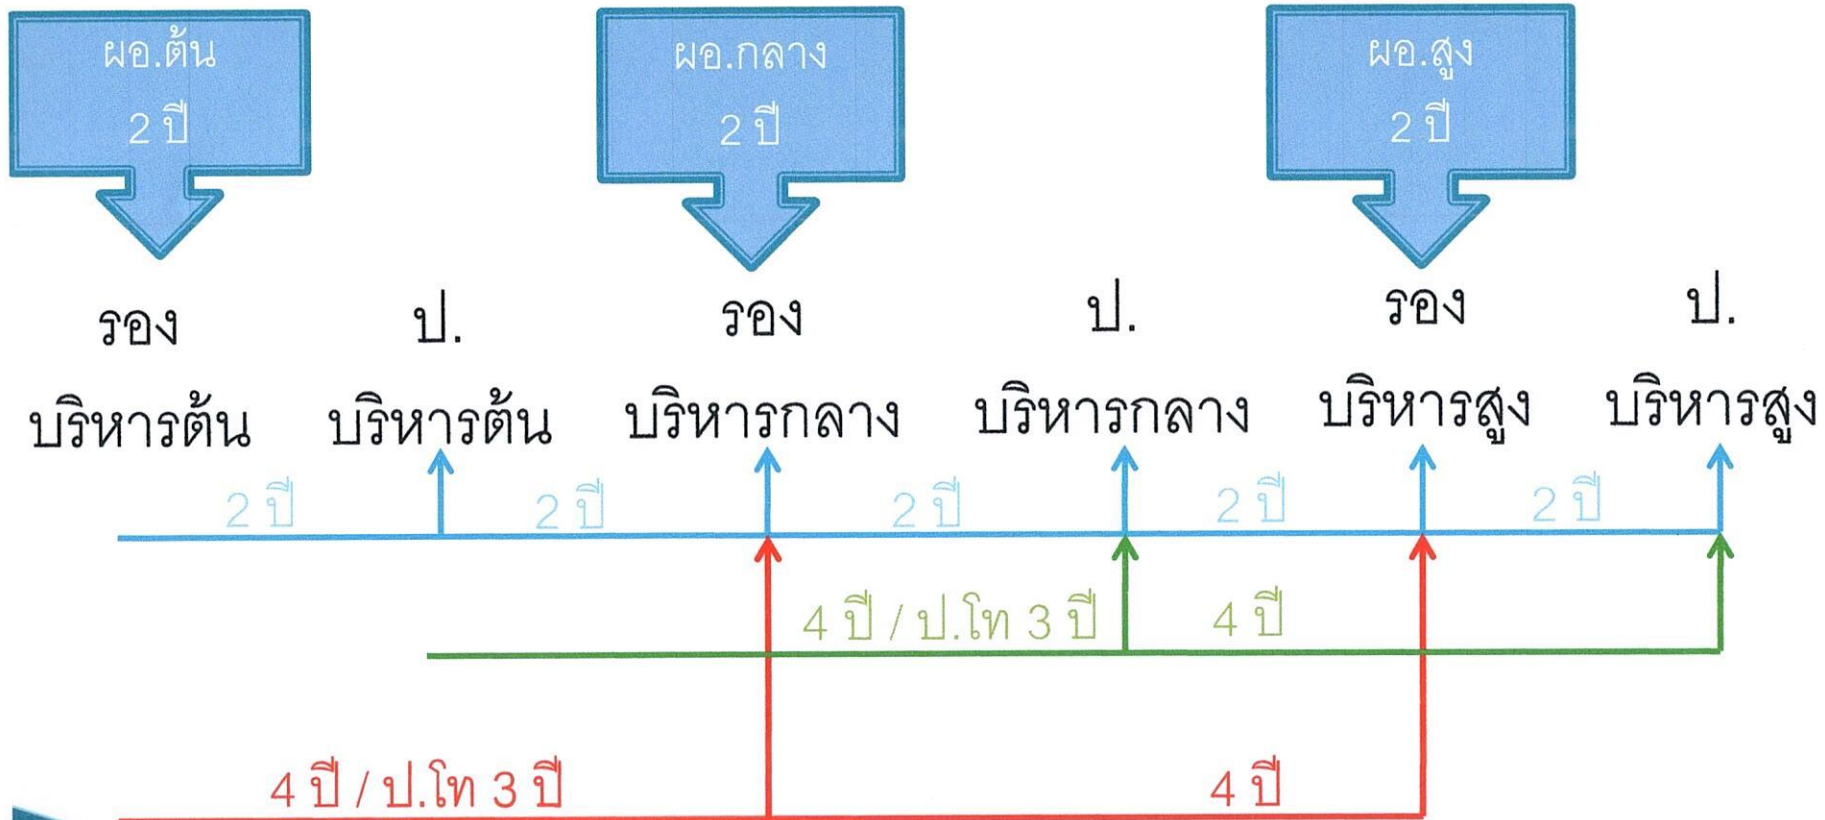 ผอ.ต้น
2 ปี
ผอ.กลาง
2 ปี
ผอ.สูง
2 ปี
รอง
บริหารต้น
ป.
บริหารต้น
รอง
บริหารกลาง
ป.
บริหารกลาง
รอง
บริหารสูง
ป.
บริหารสูง
2 ปี
2 ปี
2 ปี
2 ปี
2 ปี
4 ปี / ป.โท 3 ปี
4 ปี
4 ปี / ป.โท 3 ปี
4 ปี